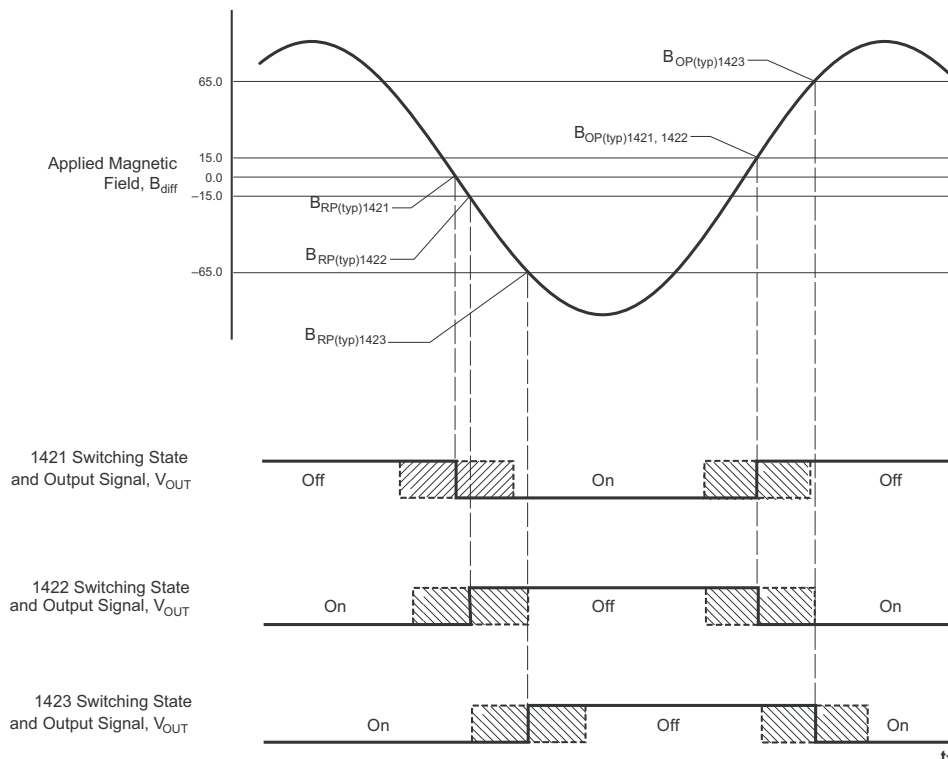 B_OP(typ)1423
65.0
B_OP(typ)1421, 1422
15.0
Applied Magnetic
Field, B_diff
0.0
–15.0
B_RP(typ)1421
B_RP(typ)1422
–65.0
B_RP(typ)1423
1421 Switching State
and Output Signal, V_OUT
Off
On
Off
1422 Switching State
and Output Signal, V_OUT
On
Off
On
1423 Switching State
and Output Signal, V_OUT
On
Off
On